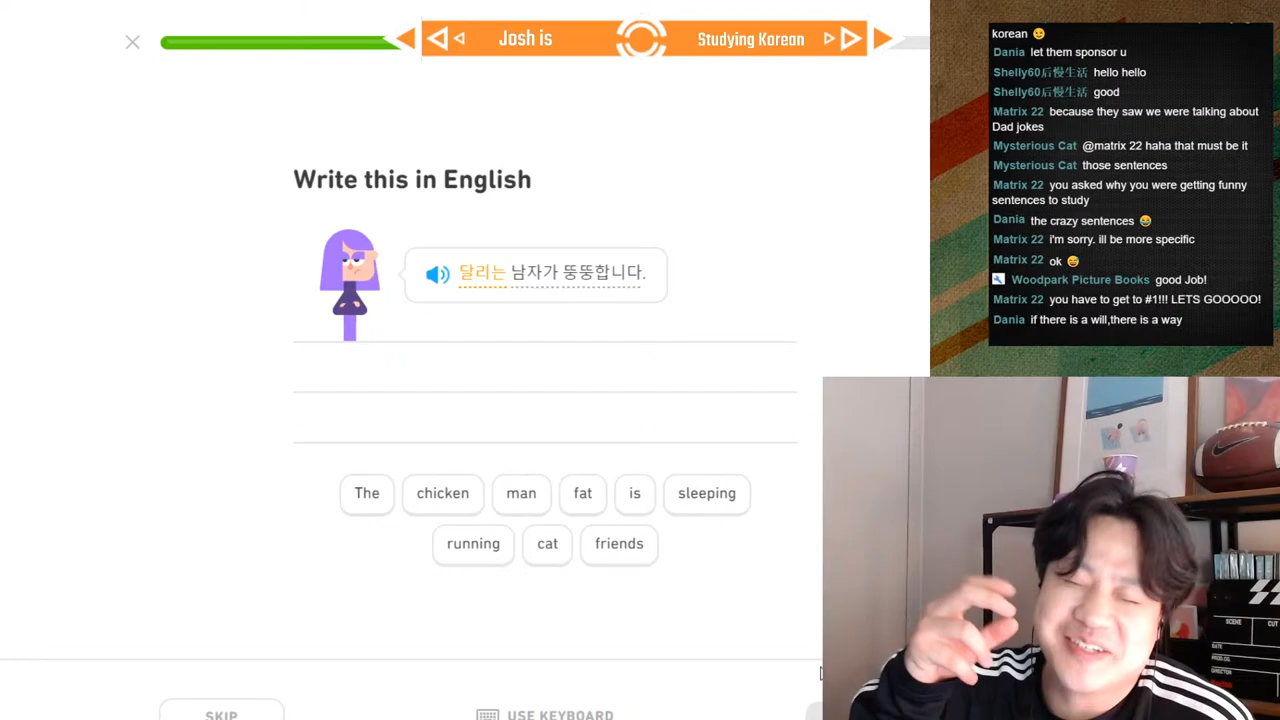 Josh is
Studying Korean
Write this in English
달리는 남자가 뚱뚱합니다.
The
chicken
man
fat
is
sleeping
running
cat
friends
SKIP
USE KEYBOARD
korean 😉
Dania let them sponsor u
Shelly60后慢生活 hello hello
Shelly60后慢生活 good
Matrix 22 because they saw we were talking about
Dad jokes
Mysterious Cat @matrix 22 haha that must be it
Mysterious Cat those sentences
Matrix 22 you asked why you were getting funny
sentences to study
Dania the crazy sentences 😂
Matrix 22 i'm sorry. ill be more specific
Matrix 22 ok 😅
Woodpark Picture Books good Job!
Matrix 22 you have to get to #1!!! LETS GOOOOO!
Dania if there is a will,there is a way
SCENE
CUT